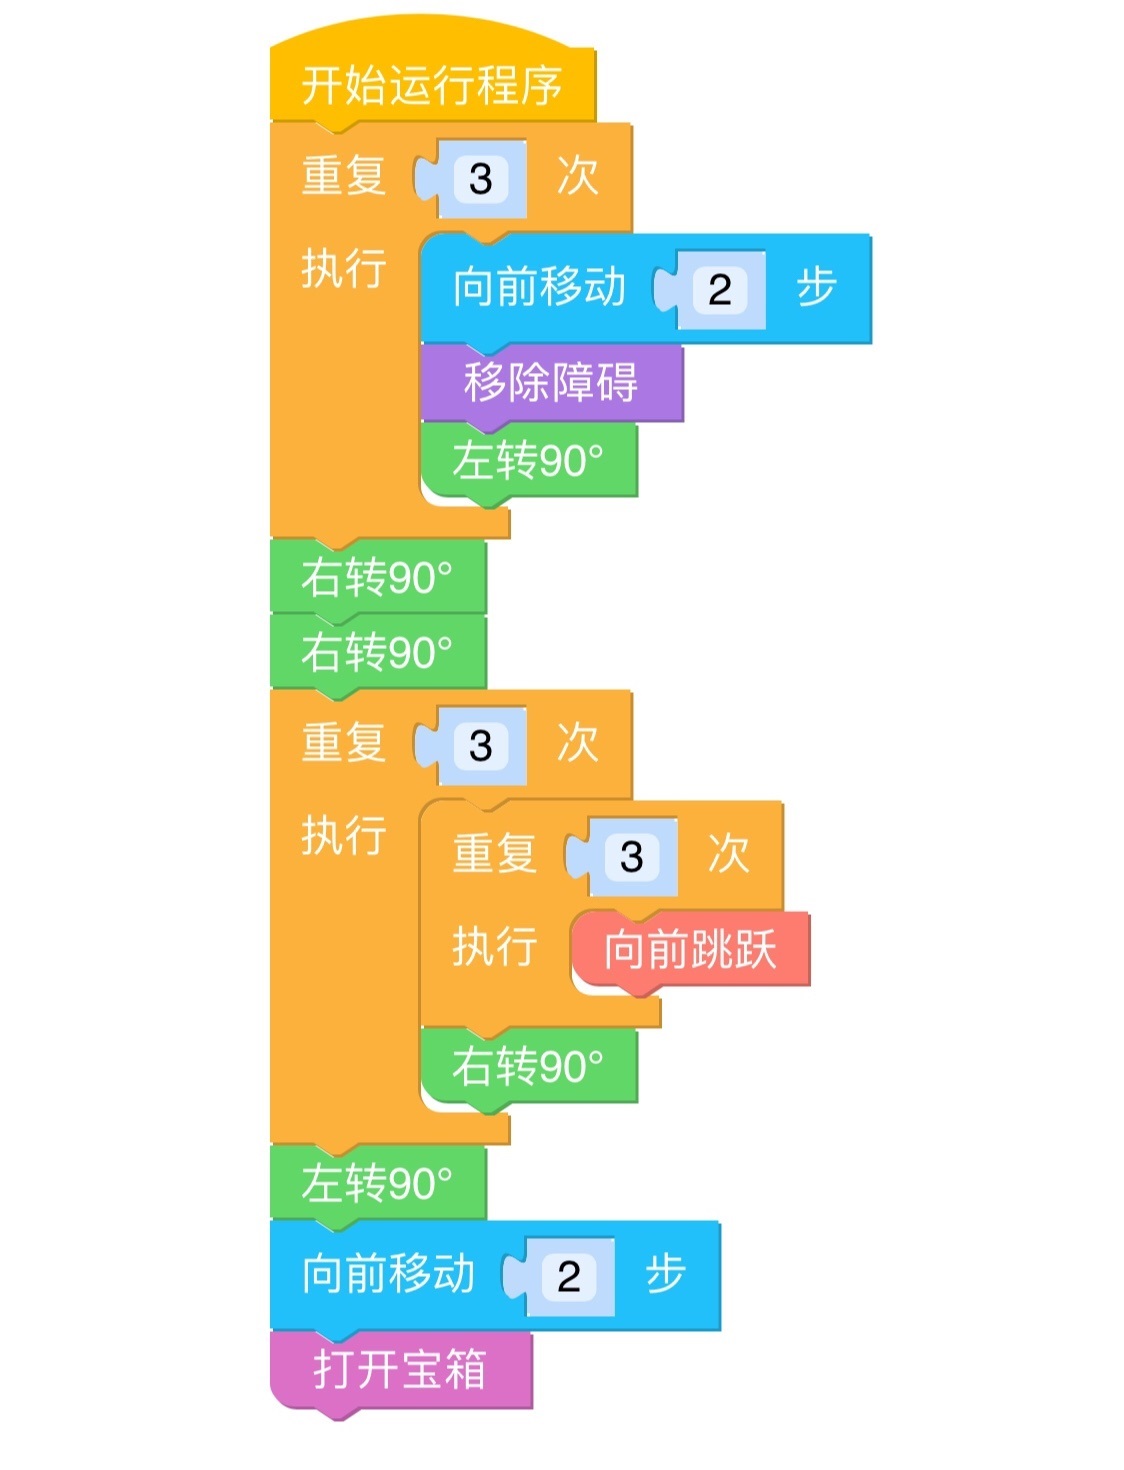 开始运行程序
重复 3 次
执行
向前移动 2 步
移除障碍
左转90°
右转90°
右转90°
重复 3 次
执行
重复 3 次
执行
向前跳跃
右转90°
左转90°
向前移动 2 步
打开宝箱